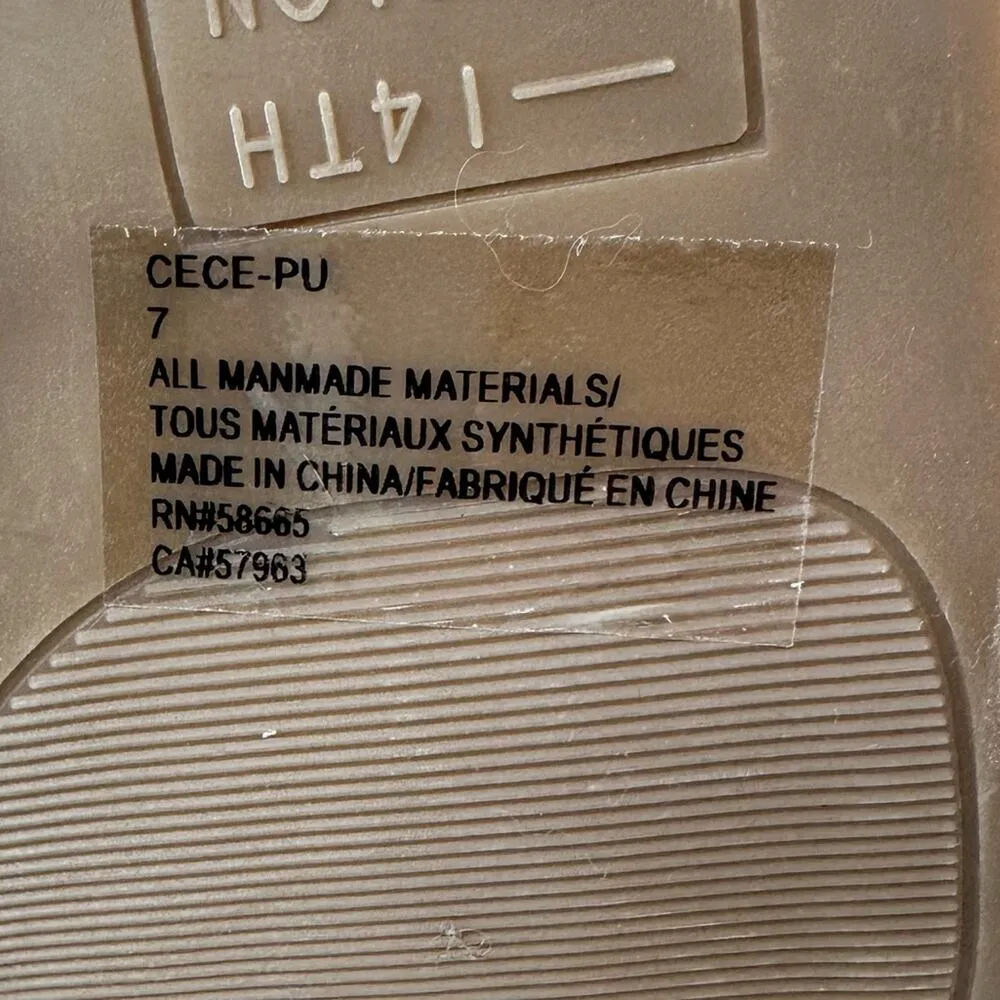 14TH
CECE-PU
7
ALL MANMADE MATERIALS/
TOUS MATÉRIAUX SYNTHÉTIQUES
MADE IN CHINA/FABRIQUÉ EN CHINE
RN#58665
CA#57963